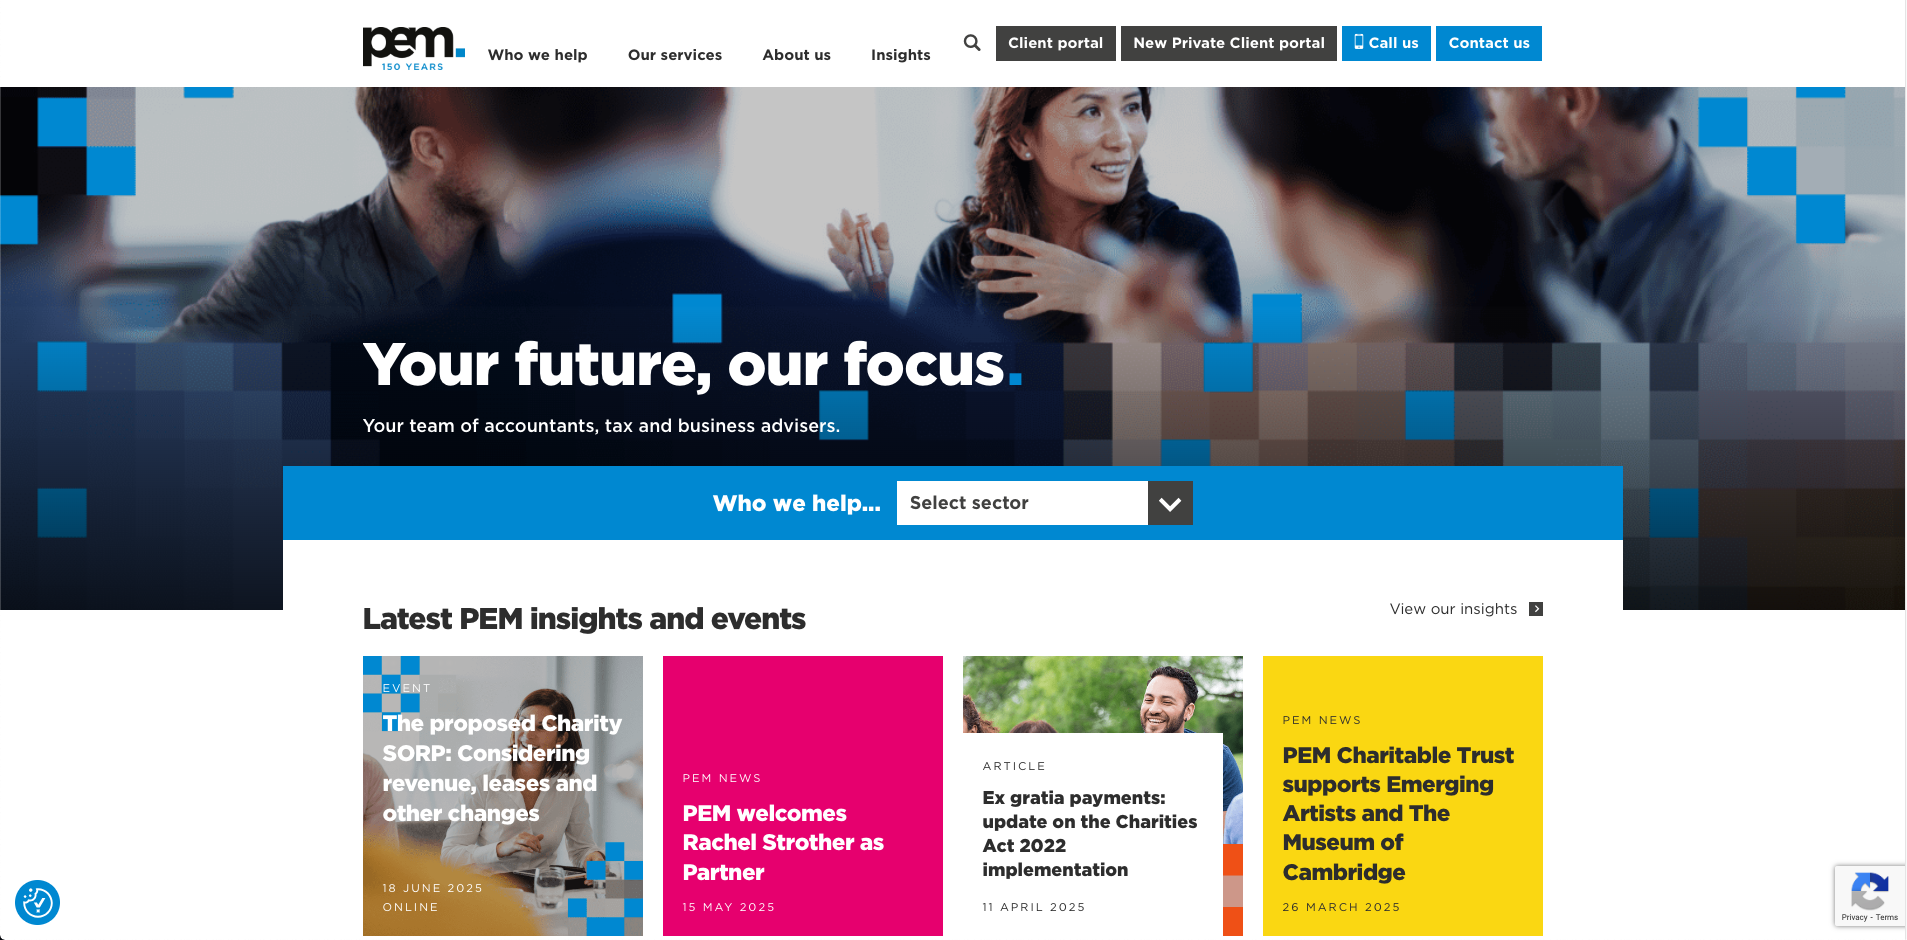 pem.
150 YEARS
Who we help
Our services
About us
Insights
Client portal
New Private Client portal
Call us
Contact us
Your future, our focus.
Your team of accountants, tax and business advisers.
Who we help...
Select sector
Latest PEM insights and events
View our insights
EVENT
The proposed Charity
SORP: Considering
revenue, leases and
other changes
18 JUNE 2025
ONLINE
PEM NEWS
PEM welcomes
Rachel Strother as
Partner
15 MAY 2025
ARTICLE
Ex gratia payments:
update on the Charities
Act 2022
implementation
11 APRIL 2025
PEM NEWS
PEM Charitable Trust
supports Emerging
Artists and The
Museum of
Cambridge
26 MARCH 2025
Privacy - Terms